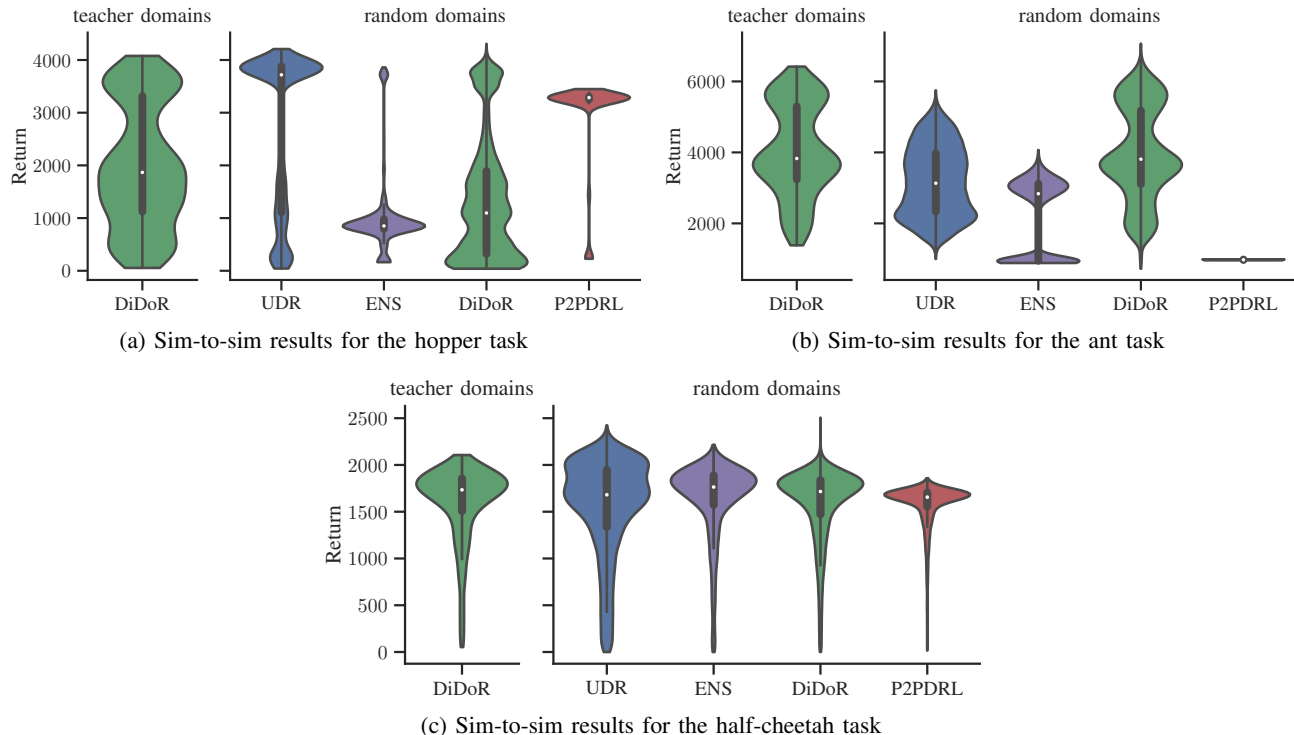 teacher domains random domains
4000
3000
2000
1000
0
Return
DiDoR UDR ENS DiDoR P2PDRL
(a) Sim-to-sim results for the hopper task
teacher domains random domains
6000
4000
2000
Return
DiDoR UDR ENS DiDoR P2PDRL
(b) Sim-to-sim results for the ant task
teacher domains random domains
2500
2000
1500
1000
500
0
Return
DiDoR UDR ENS DiDoR P2PDRL
(c) Sim-to-sim results for the half-cheetah task